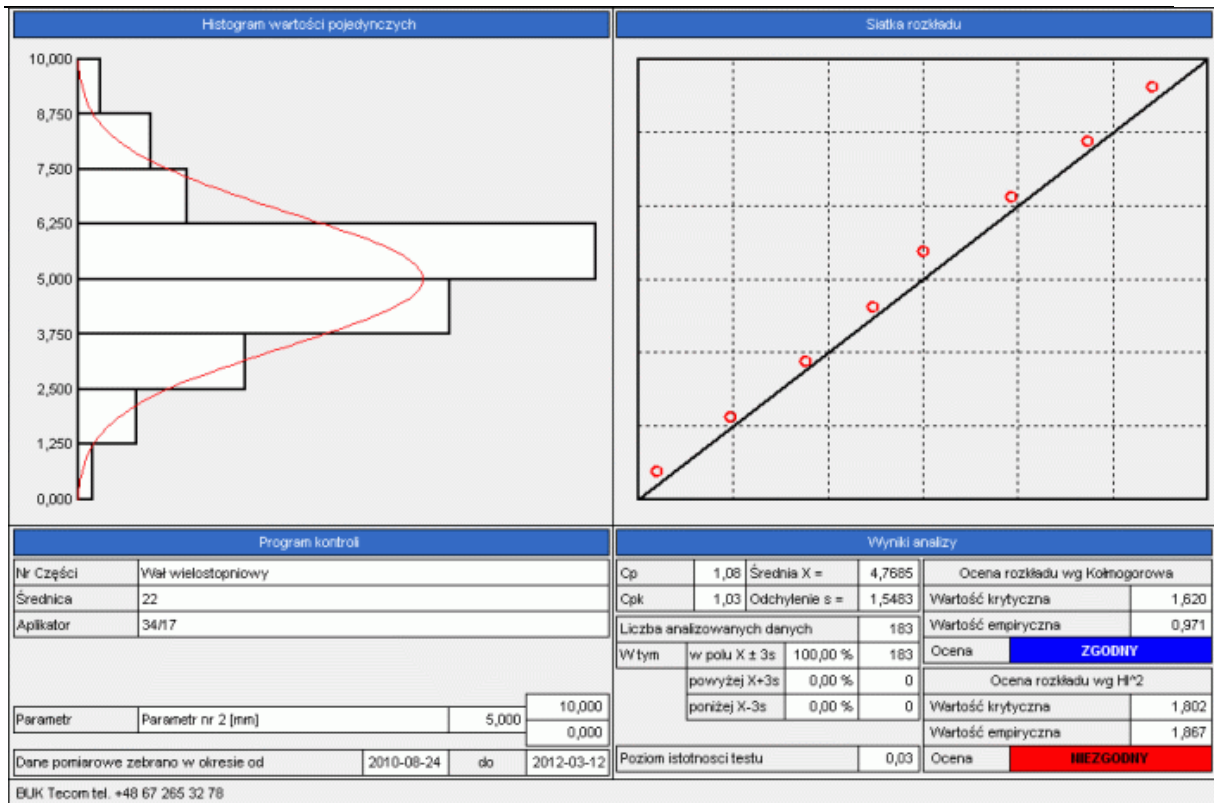 Histogram wartości pojedynczych
10,000
8,750
7,500
6,250
5,000
3,750
2,500
1,250
0,000
Siatka rozkładu
Program kontroli
Nr Części Wał wielostopniowy
Średnica 22
Aplikator 34/17
Parametr Parametr nr 2 [mm] 5,000 10,000
0,000
Dane pomiarowe zebrano w okresie od 2010-08-24 do 2012-03-12
Wyniki analizy
Cp 1,08 Średnia X = 4,7685
Cpk 1,03 Odchylenie s = 1,5483
Liczba analizowanych danych 183
W tym w polu X ± 3s 100,00 % 183
powyżej X+3s 0,00 % 0
poniżej X-3s 0,00 % 0
Poziom istotnosci testu 0,03
Ocena rozkładu wg Kołmogorowa
Wartość krytyczna 1,620
Wartość empiryczna 0,971
Ocena ZGODNY
Ocena rozkładu wg HI^2
Wartość krytyczna 1,802
Wartość empiryczna 1,867
Ocena NIEZGODNY
BUK Tecom tel. +48 67 265 32 78